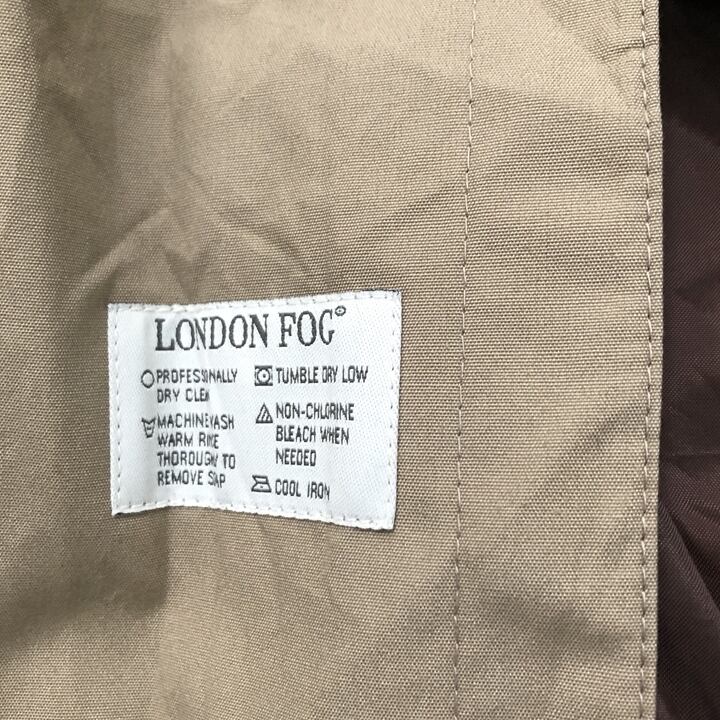 LONDON FOG®
PROFESSIONALLY
DRY CLEAN
MACHINE WASH
WARM RINSE
THOROUGHLY TO
REMOVE SOAP
TUMBLE DRY LOW
NON-CHLORINE
BLEACH WHEN
NEEDED
COOL IRON